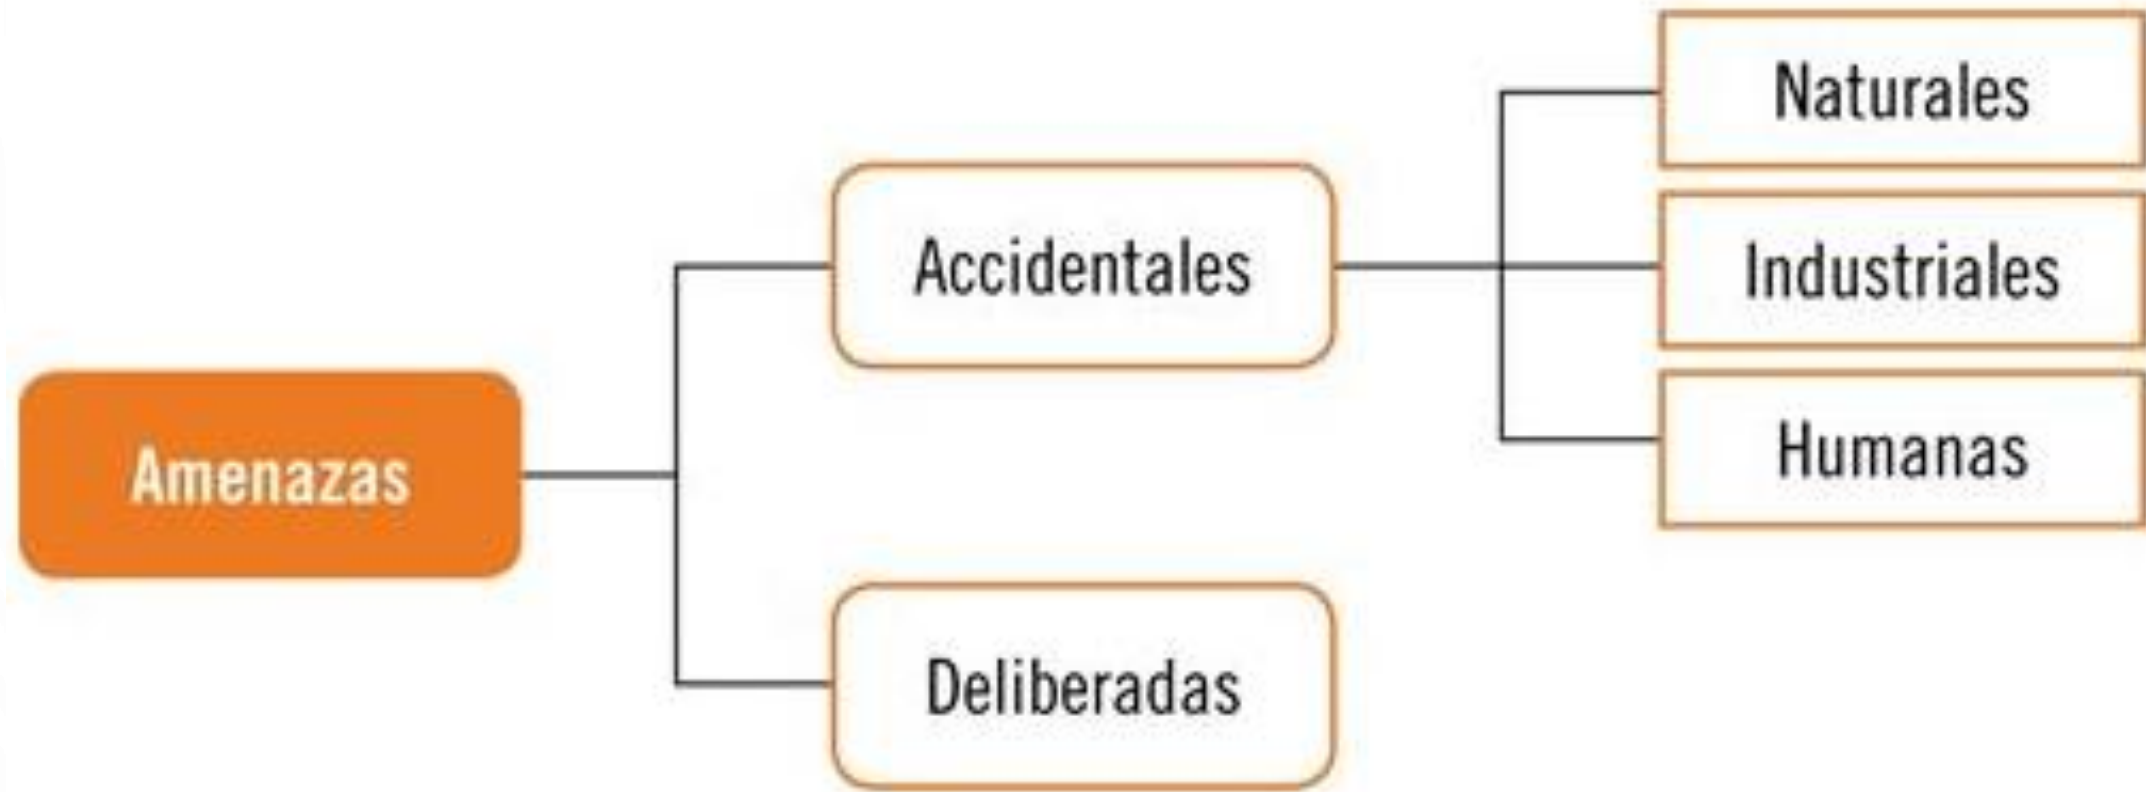 Amenazas
Accidentales
Naturales
Industriales
Humanas
Deliberadas